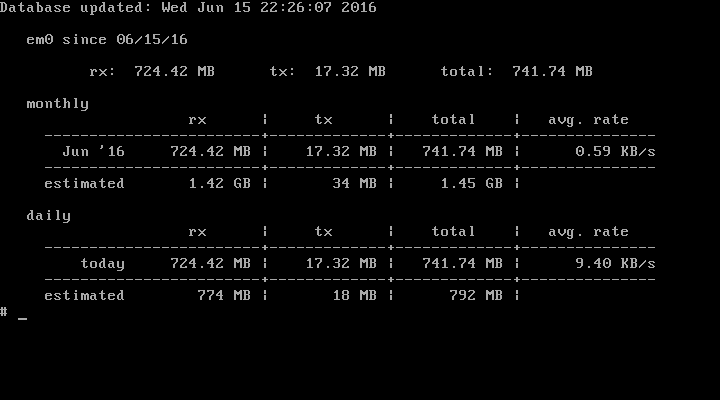 Database updated: Wed Jun 15 22:26:07 2016
em0 since 06/15/16
rx: 724.42 MB tx: 17.32 MB total: 741.74 MB
monthly
rx | tx | total | avg. rate
------------------------+--------------+-------------+---------------
Jun '16 724.42 MB | 17.32 MB | 741.74 MB | 0.59 KB/s
------------------------+--------------+-------------+---------------
estimated 1.42 GB | 34 MB | 1.45 GB |
daily
rx | tx | total | avg. rate
------------------------+--------------+-------------+---------------
today 724.42 MB | 17.32 MB | 741.74 MB | 9.40 KB/s
------------------------+--------------+-------------+---------------
estimated 774 MB | 18 MB | 792 MB |
# _